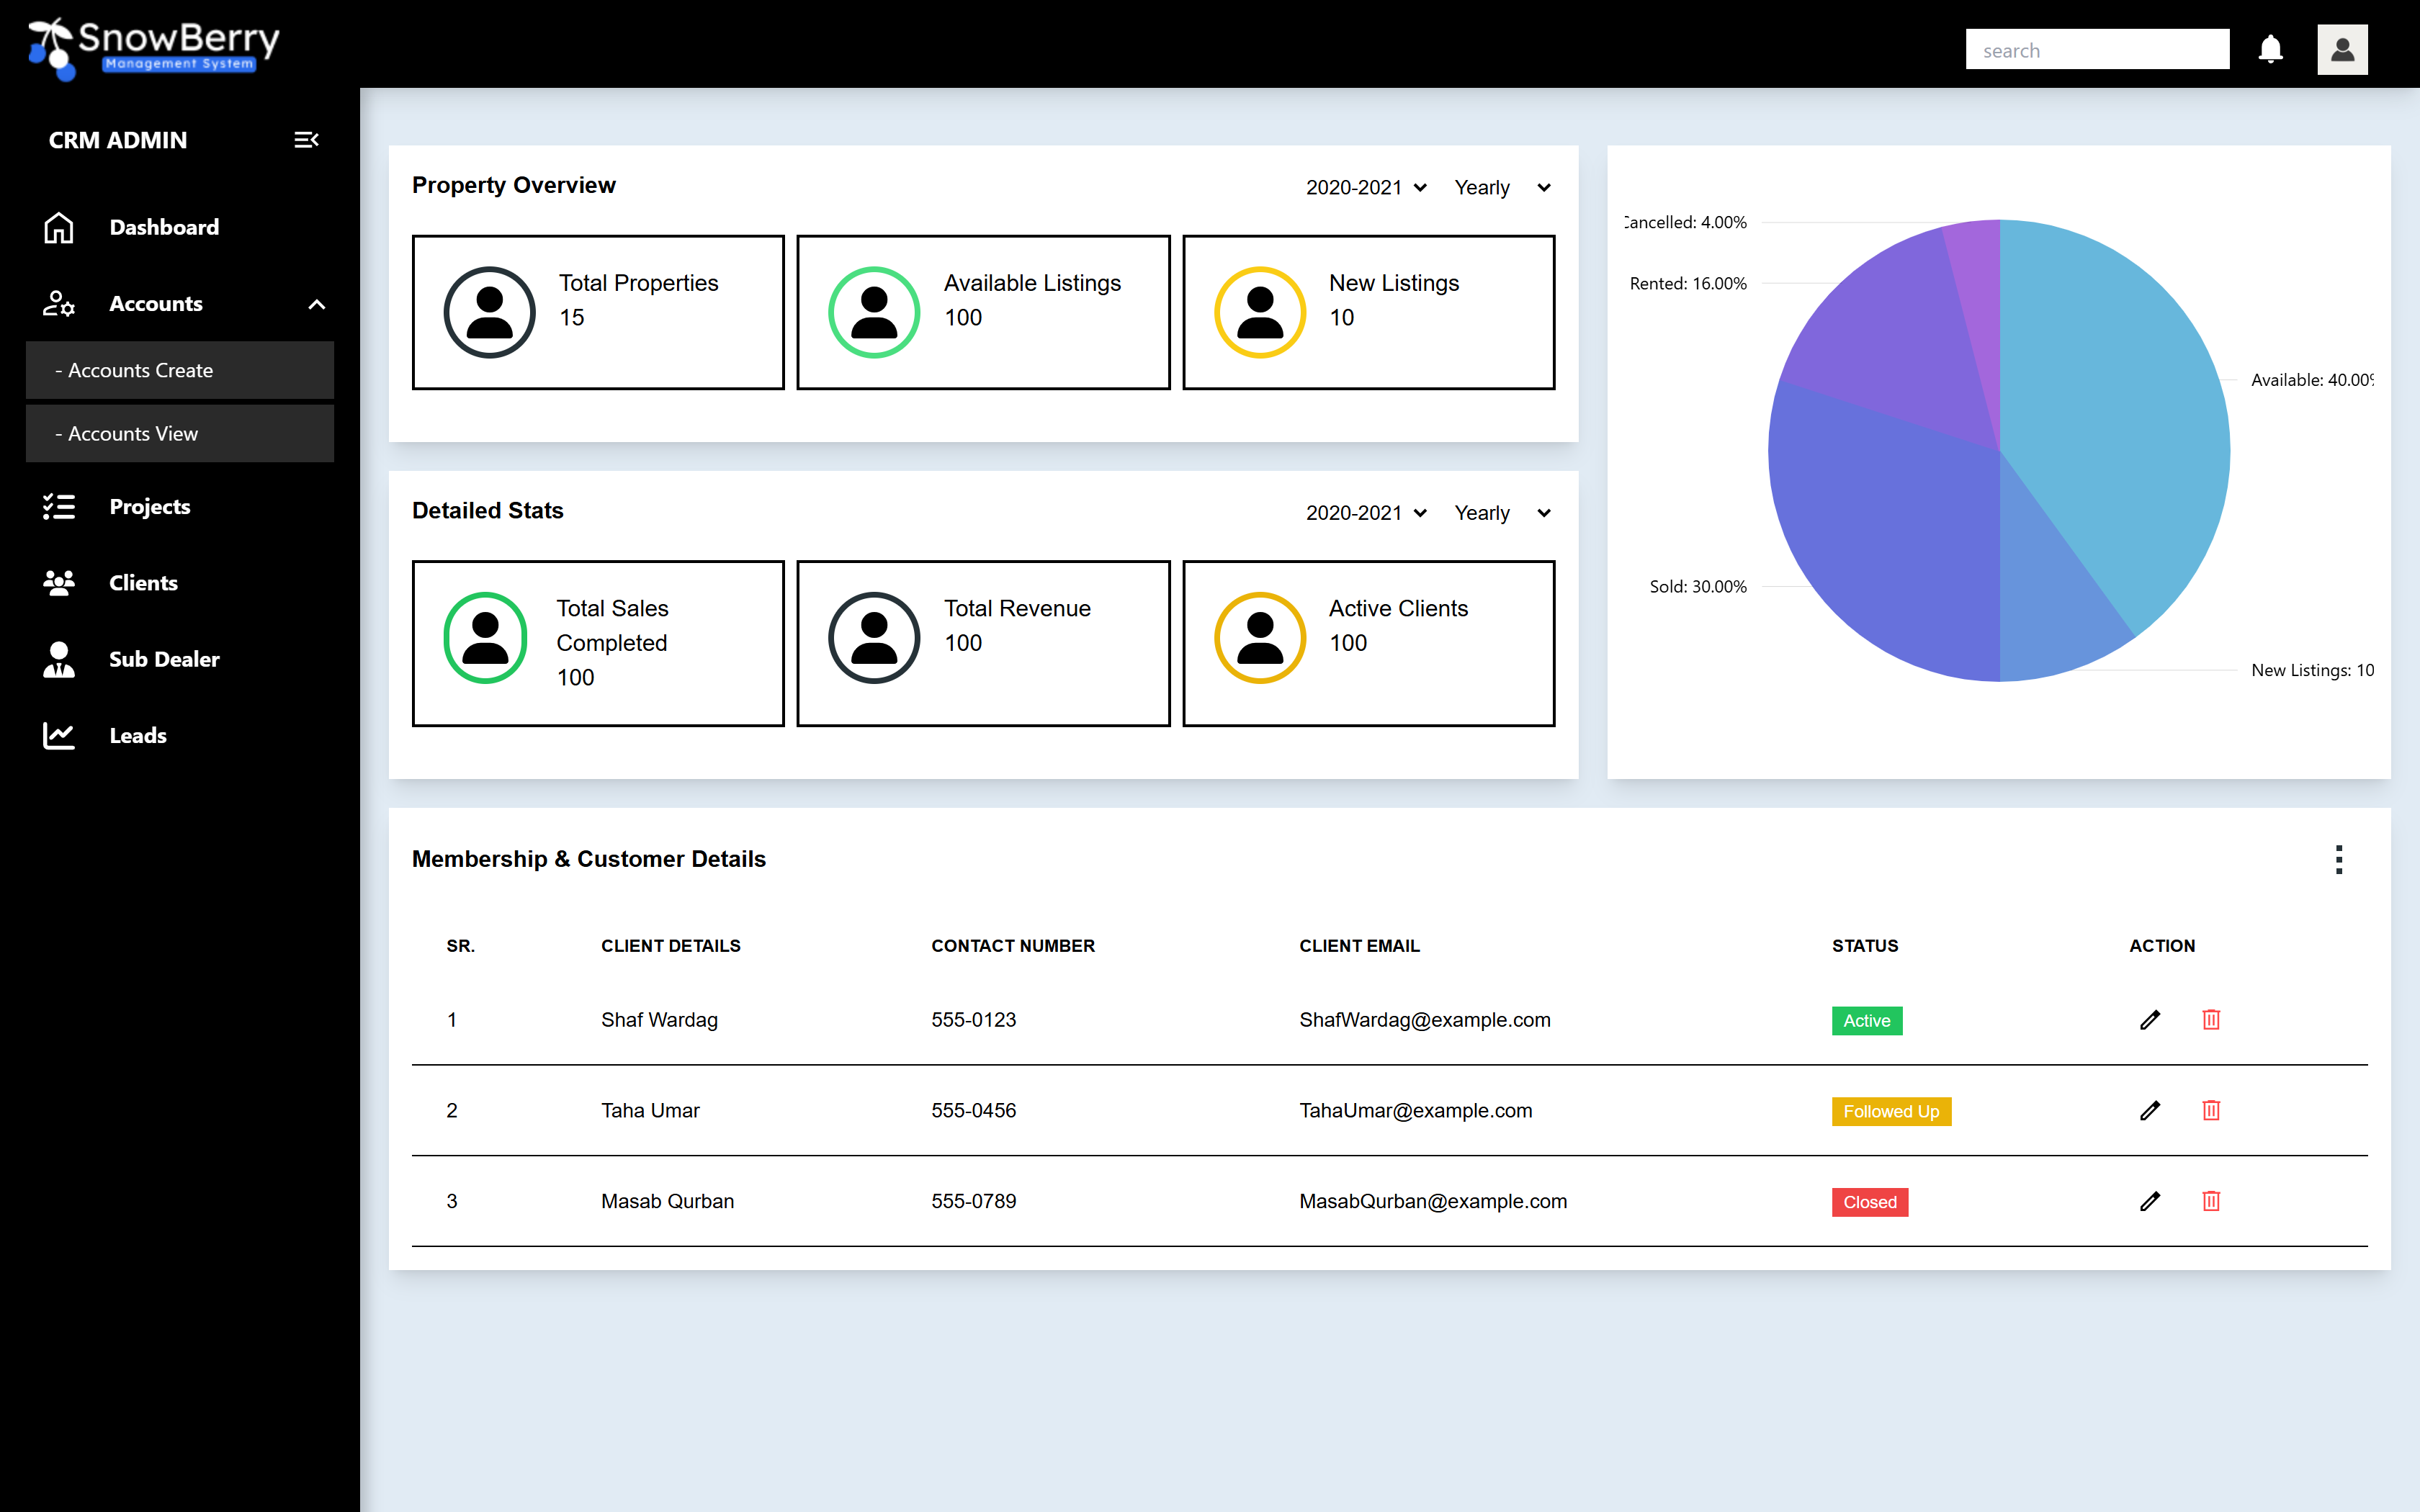 SnowBerry
Management System
search
CRM ADMIN
Dashboard
Accounts
- Accounts Create
- Accounts View
Projects
Clients
Sub Dealer
Leads
Property Overview
2020-2021 Yearly
Total Properties
15
Available Listings
100
New Listings
10
Detailed Stats
2020-2021 Yearly
Total Sales
Completed
100
Total Revenue
100
Active Clients
100
Cancelled: 4.00%
Rented: 16.00%
Available: 40.00%
Sold: 30.00%
New Listings: 10
Membership & Customer Details
SR. CLIENT DETAILS CONTACT NUMBER CLIENT EMAIL STATUS ACTION
1 Shaf Wardag 555-0123 ShafWardag@example.com Active
2 Taha Umar 555-0456 TahaUmar@example.com Followed Up
3 Masab Qurban 555-0789 MasabQurban@example.com Closed